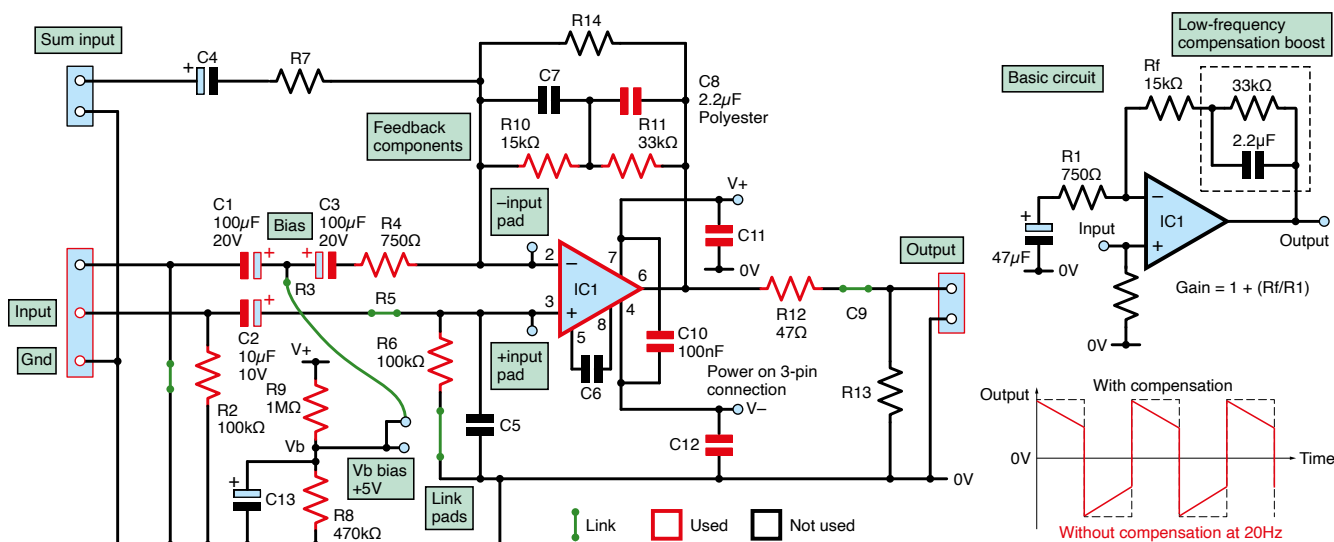 Sum input
C4
R7
R14
C7
C8
2.2µF
Polyester
Feedback
components
R10
15kΩ
R11
33kΩ
C1
100µF
20V
Bias
C3
100µF
20V
R4
750Ω
–input
pad
V+
C11
0V
2
7
6
IC1
3
4
5
8
R3
R5
Input
Gnd
C2
10µF
10V
R2
100kΩ
V+
R9
1MΩ
Vb
C13
R8
470kΩ
Vb bias
+5V
R6
100kΩ
+input
pad
C6
C5
Link
pads
C10
100nF
Power on 3-pin
connection
V–
C12
R12
47Ω
C9
Output
R13
0V
Link
Used
Not used
Low-frequency
compensation boost
Basic circuit
Rf
15kΩ
33kΩ
2.2µF
R1
750Ω
IC1
Input
47µF
0V
Output
Gain = 1 + (Rf/R1)
0V
Output
With compensation
0V
Time
Without compensation at 20Hz